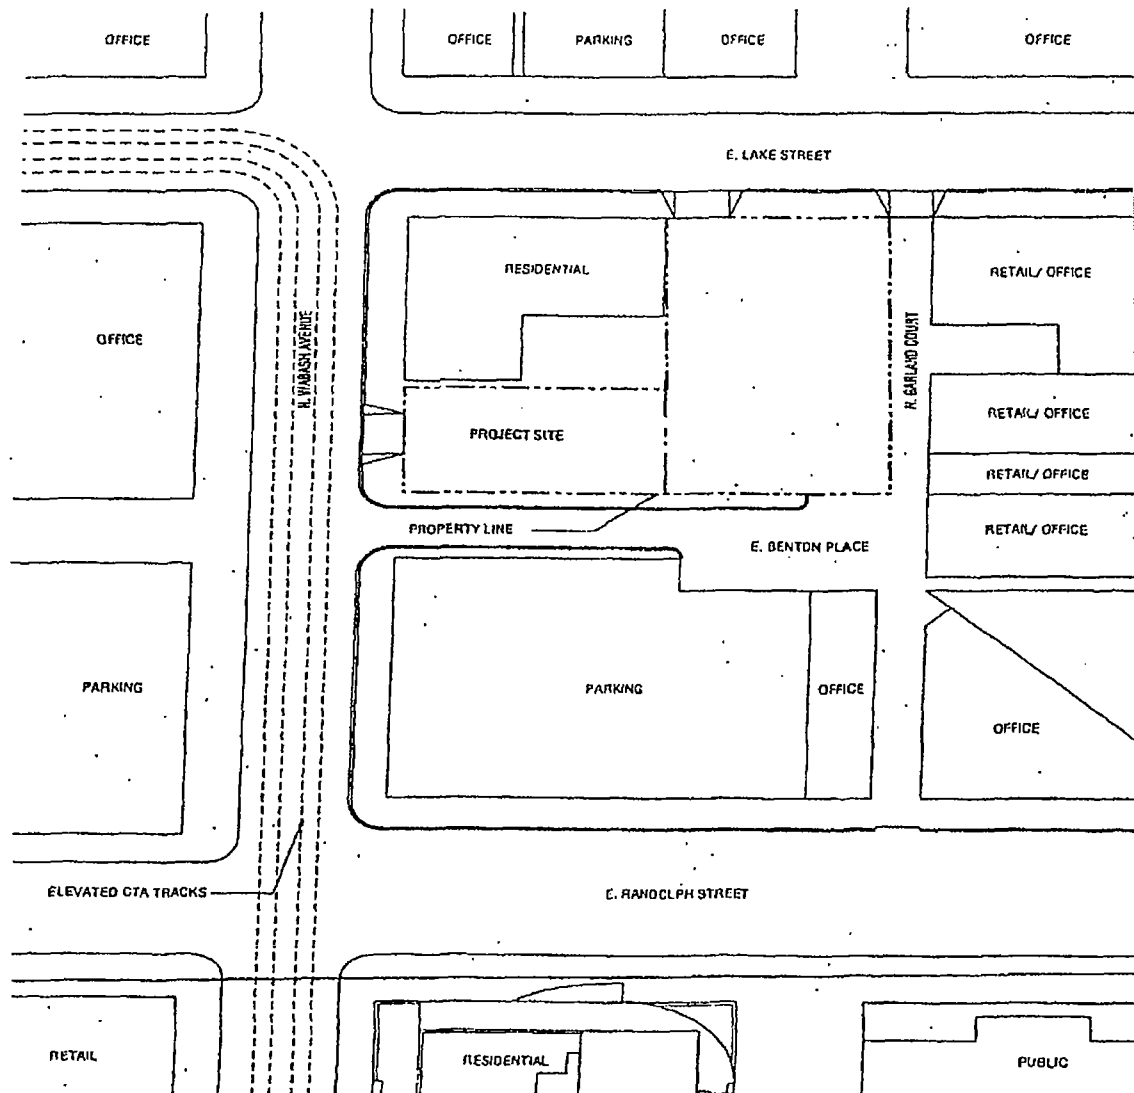 OFFICE
OFFICE
PARKING
OFFICE
OFFICE
E. LAKE STREET
RESIDENTIAL
RETAIL/ OFFICE
OFFICE
N. WABASH AVENUE
N. GARLAND COURT
RETAIL/ OFFICE
PROJECT SITE
RETAIL/ OFFICE
PROPERTY LINE
RETAIL/ OFFICE
E. BENTON PLACE
PARKING
PARKING
OFFICE
OFFICE
ELEVATED CTA TRACKS
E. RANDOLPH STREET
RETAIL
RESIDENTIAL
PUBLIC